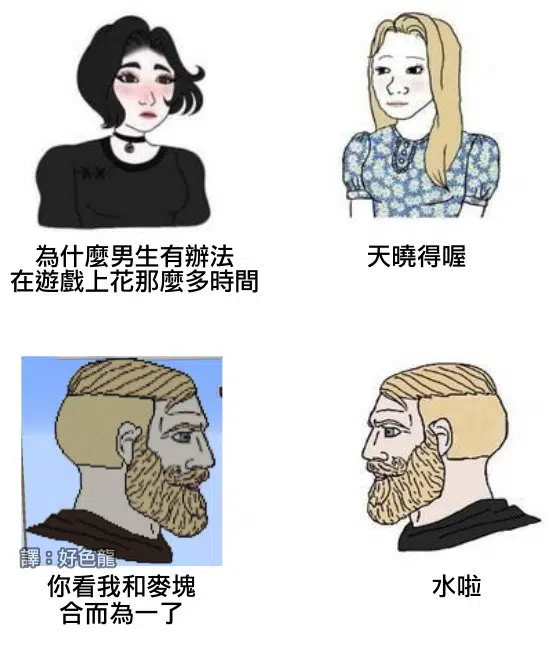 為什麼男生有辦法
在遊戲上花那麼多時間
天曉得喔
譯：好色龍
你看我和麥塊
合而為一了
水啦